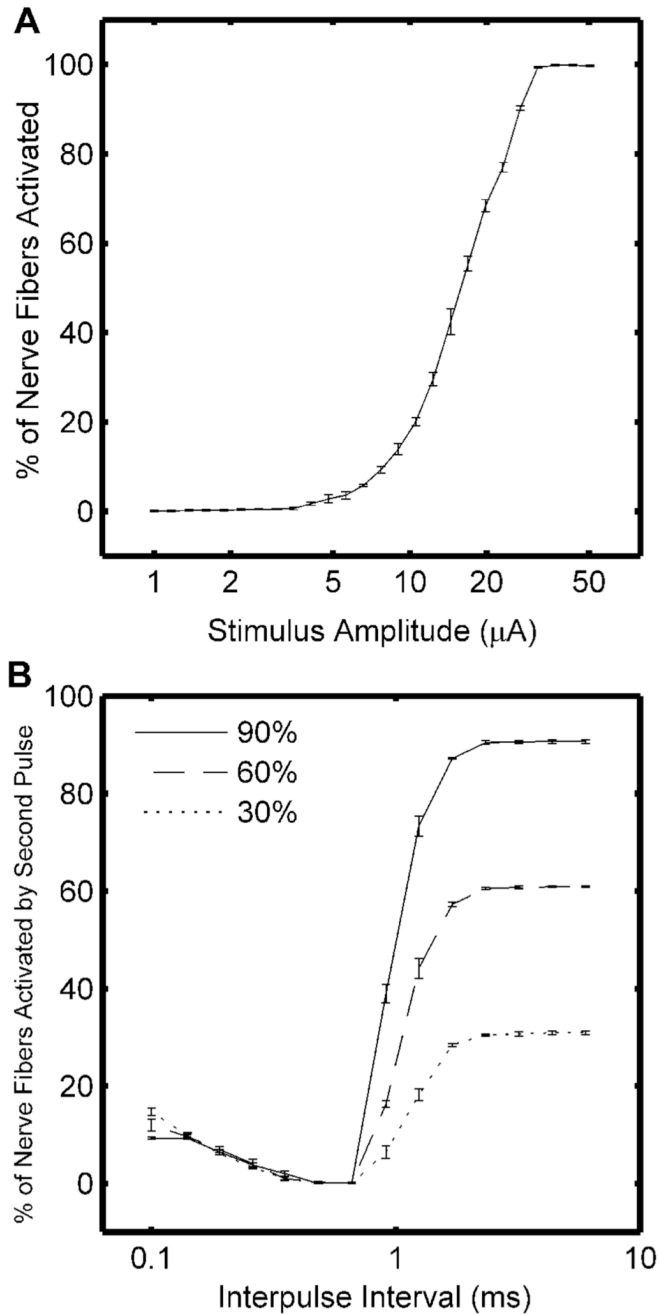 A
% of Nerve Fibers Activated
100
80
60
40
20
0
1 2 5 10 20 50
Stimulus Amplitude (μA)
B
% of Nerve Fibers Activated by Second Pulse
100
80
60
40
20
0
90%
60%
30%
0.1 1 10
Interpulse Interval (ms)